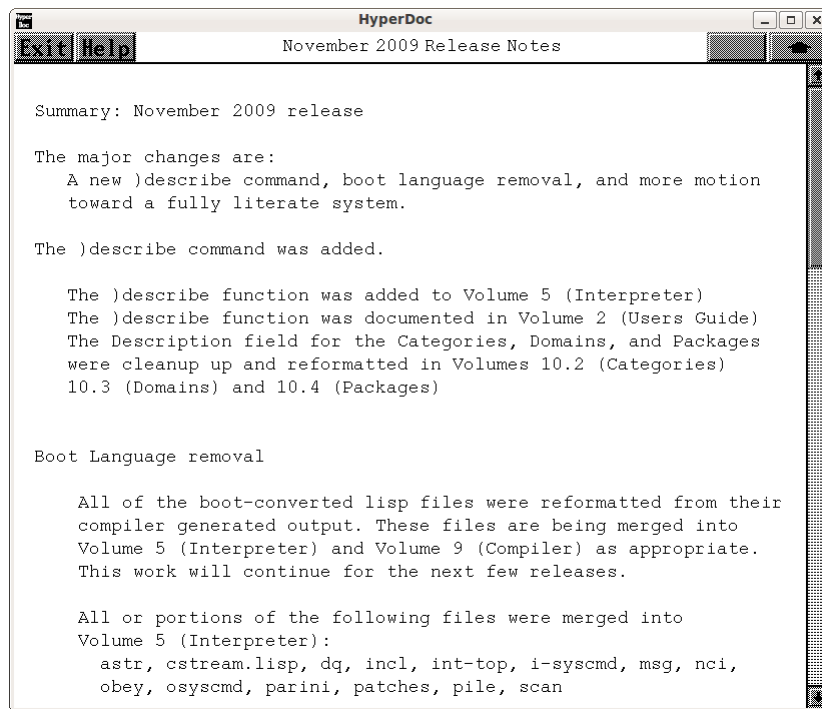 Hyper Doc
HyperDoc
Exit Help
November 2009 Release Notes
Summary: November 2009 release
The major changes are:
A new )describe command, boot language removal, and more motion
toward a fully literate system.
The )describe command was added.
The )describe function was added to Volume 5 (Interpreter)
The )describe function was documented in Volume 2 (Users Guide)
The Description field for the Categories, Domains, and Packages
were cleanup up and reformatted in Volumes 10.2 (Categories)
10.3 (Domains) and 10.4 (Packages)
Boot Language removal
All of the boot-converted lisp files were reformatted from their
compiler generated output. These files are being merged into
Volume 5 (Interpreter) and Volume 9 (Compiler) as appropriate.
This work will continue for the next few releases.
All or portions of the following files were merged into
Volume 5 (Interpreter):
astr, cstream.lisp, dq, incl, int-top, i-syscmd, msg, nci,
obey, osyscmd, parini, patches, pile, scan